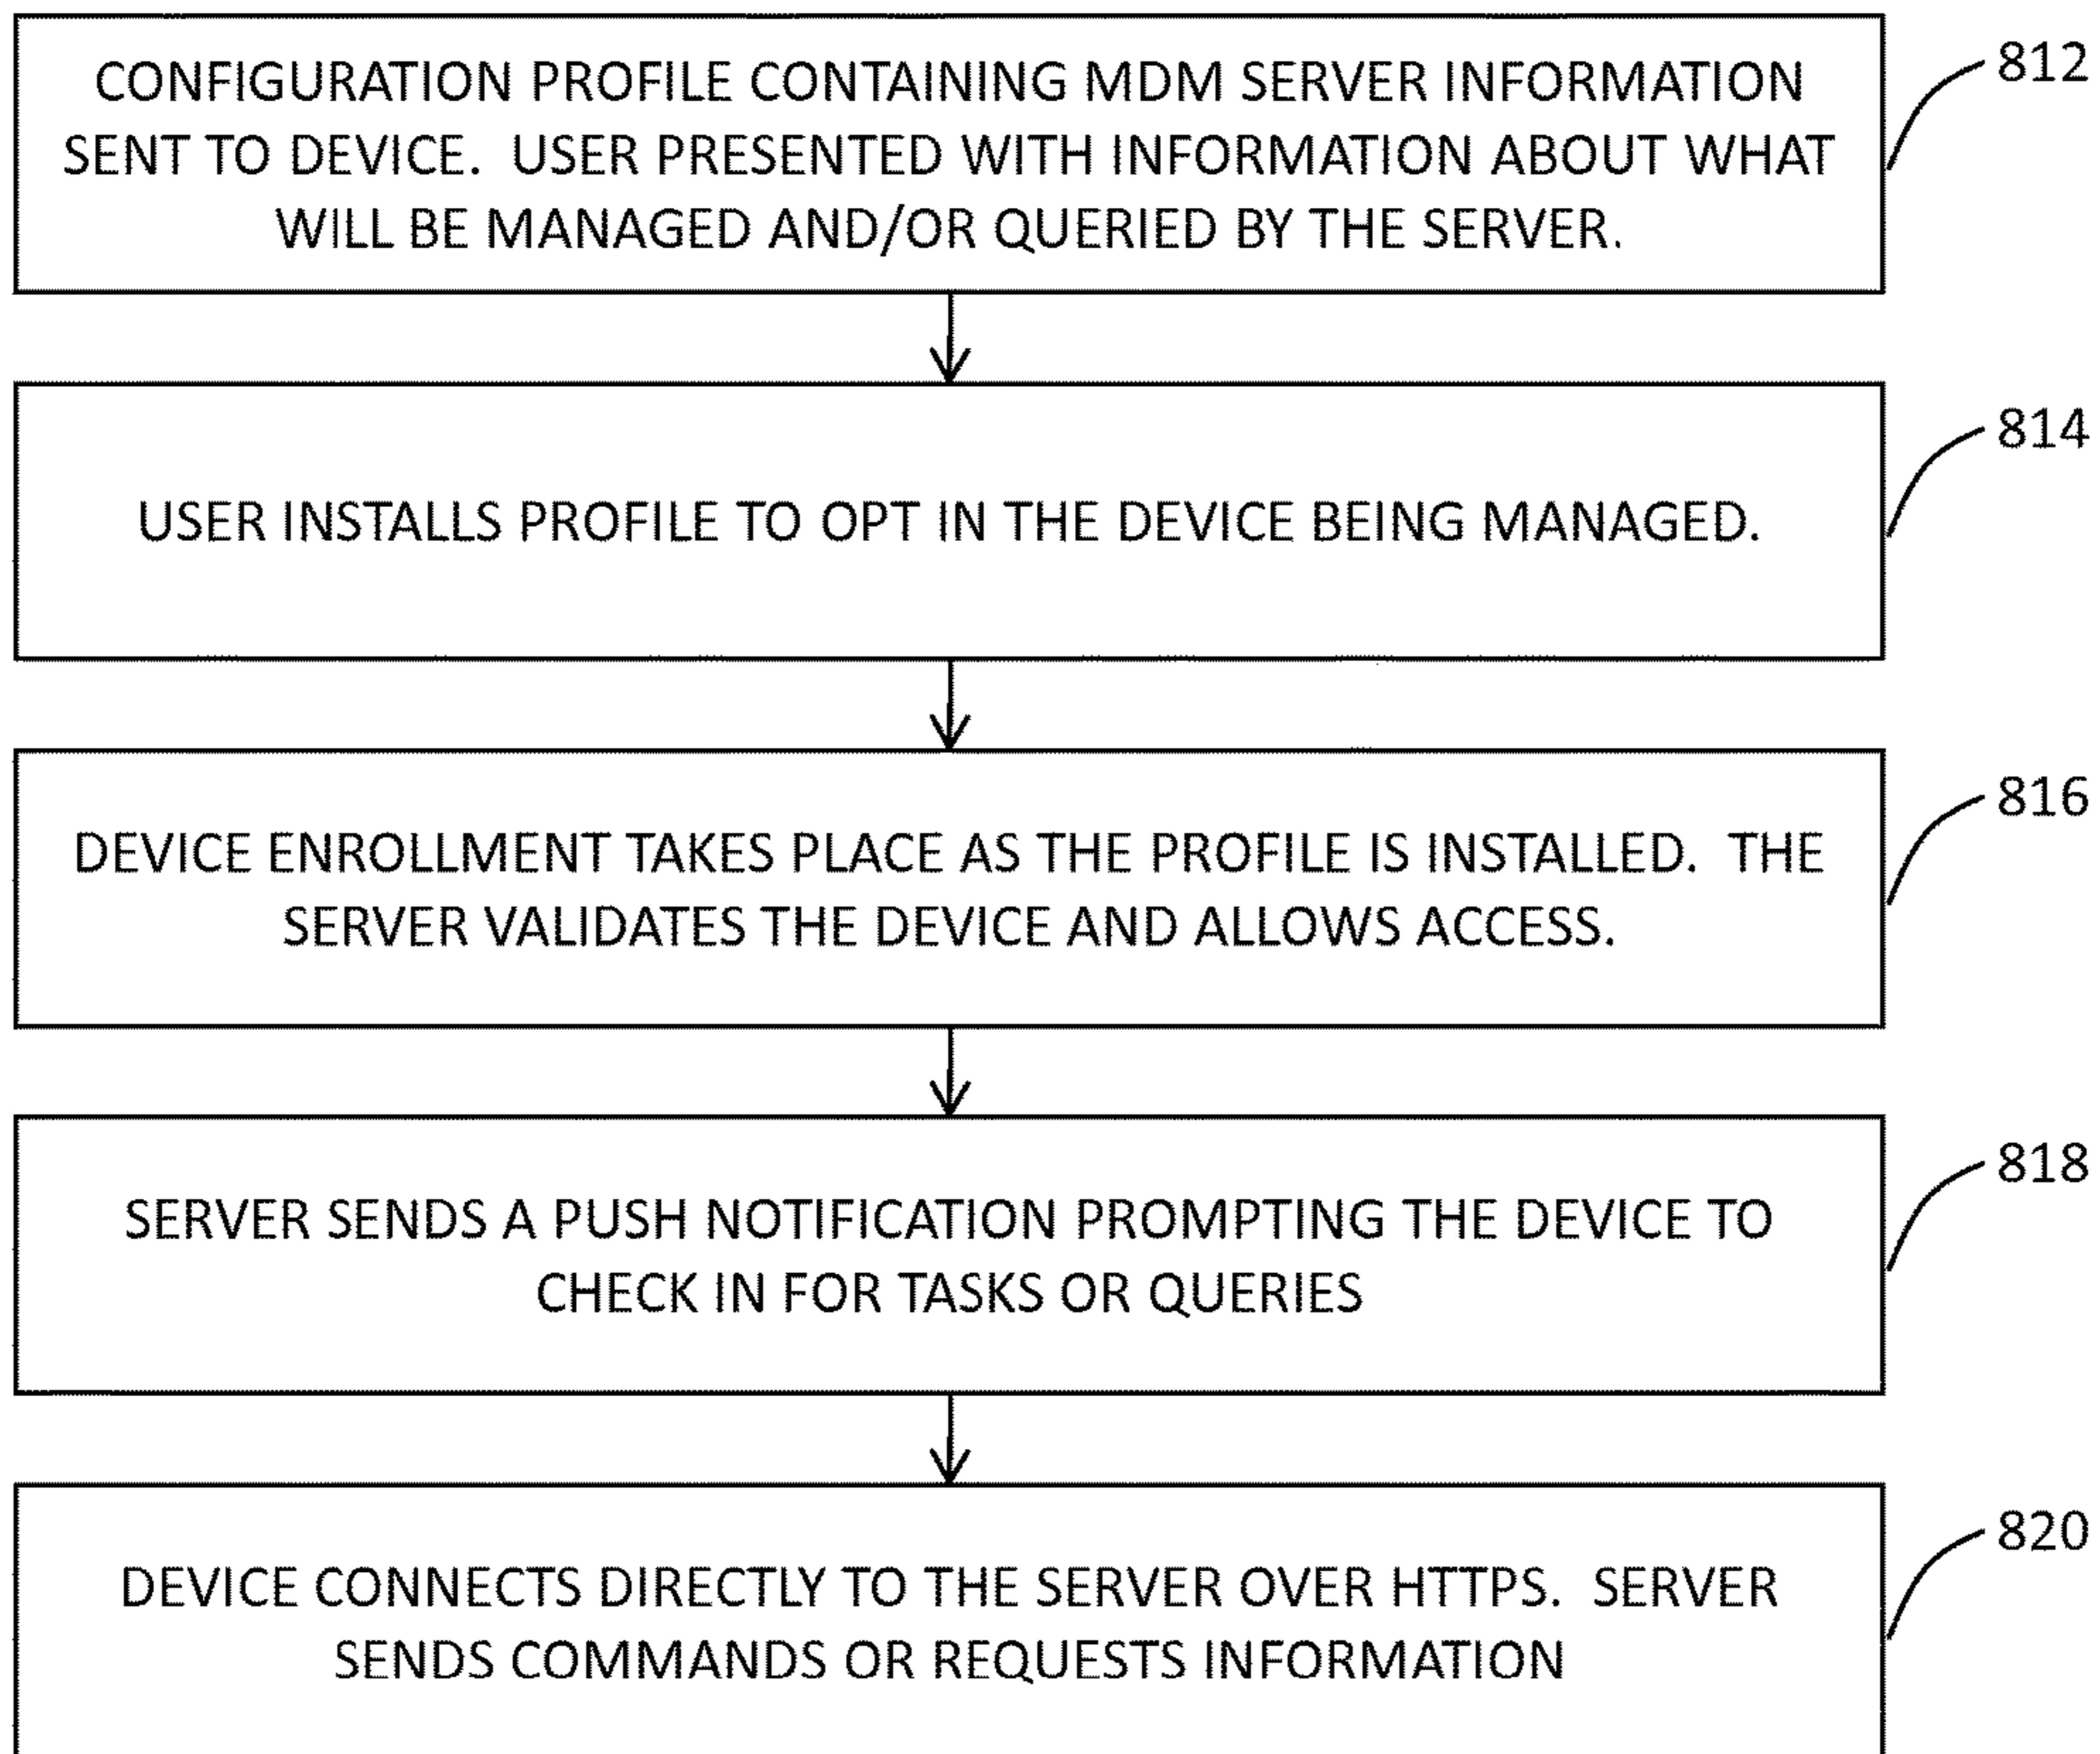 CONFIGURATION PROFILE CONTAINING MDM SERVER INFORMATION
SENT TO DEVICE.  USER PRESENTED WITH INFORMATION ABOUT WHAT
WILL BE MANAGED AND/OR QUERIED BY THE SERVER.
812
USER INSTALLS PROFILE TO OPT IN THE DEVICE BEING MANAGED.
814
DEVICE ENROLLMENT TAKES PLACE AS THE PROFILE IS INSTALLED.  THE
SERVER VALIDATES THE DEVICE AND ALLOWS ACCESS.
816
SERVER SENDS A PUSH NOTIFICATION PROMPTING THE DEVICE TO
CHECK IN FOR TASKS OR QUERIES
818
DEVICE CONNECTS DIRECTLY TO THE SERVER OVER HTTPS.  SERVER
SENDS COMMANDS OR REQUESTS INFORMATION
820